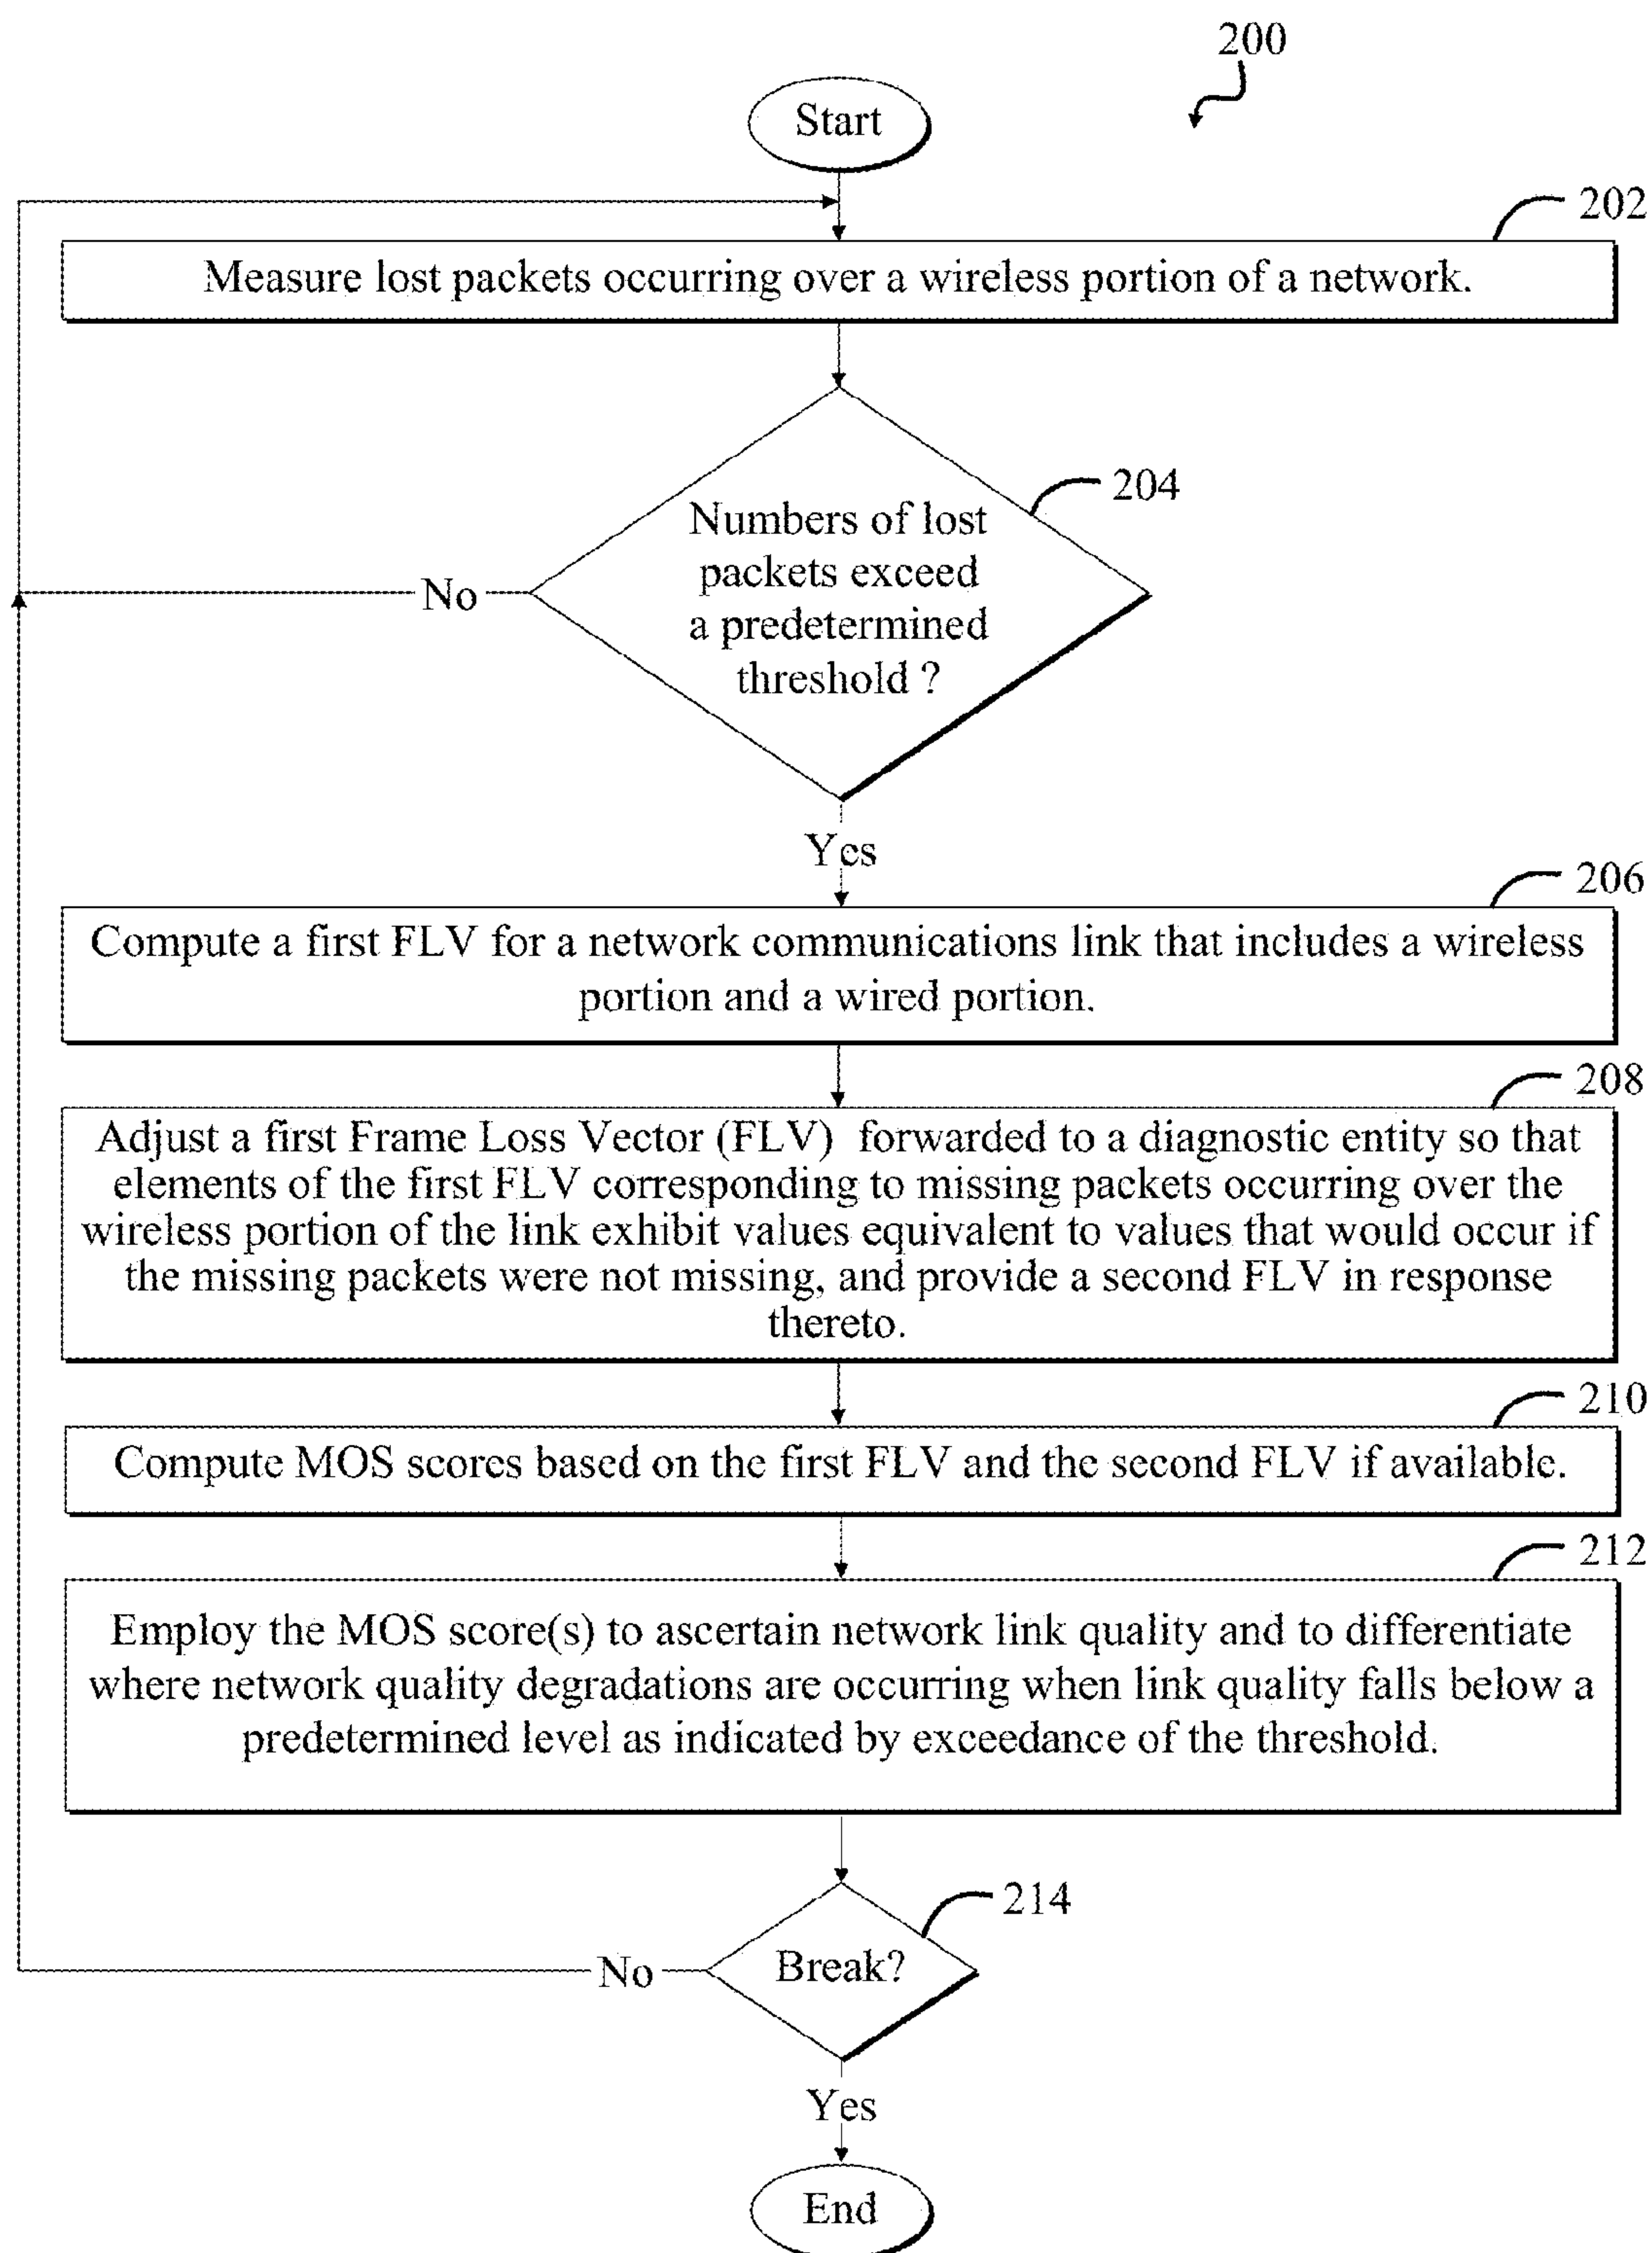 200
Start
202
Measure lost packets occurring over a wireless portion of a network.
204
Numbers of lost
packets exceed
a predetermined
threshold ?
No
Yes
206
Compute a first FLV for a network communications link that includes a wireless
portion and a wired portion.
208
Adjust a first Frame Loss Vector (FLV) forwarded to a diagnostic entity so that
elements of the first FLV corresponding to missing packets occurring over the
wireless portion of the link exhibit values equivalent to values that would occur if
the missing packets were not missing, and provide a second FLV in response
thereto.
210
Compute MOS scores based on the first FLV and the second FLV if available.
212
Employ the MOS score(s) to ascertain network link quality and to differentiate
where network quality degradations are occurring when link quality falls below a
predetermined level as indicated by exceedance of the threshold.
214
Break?
No
Yes
End